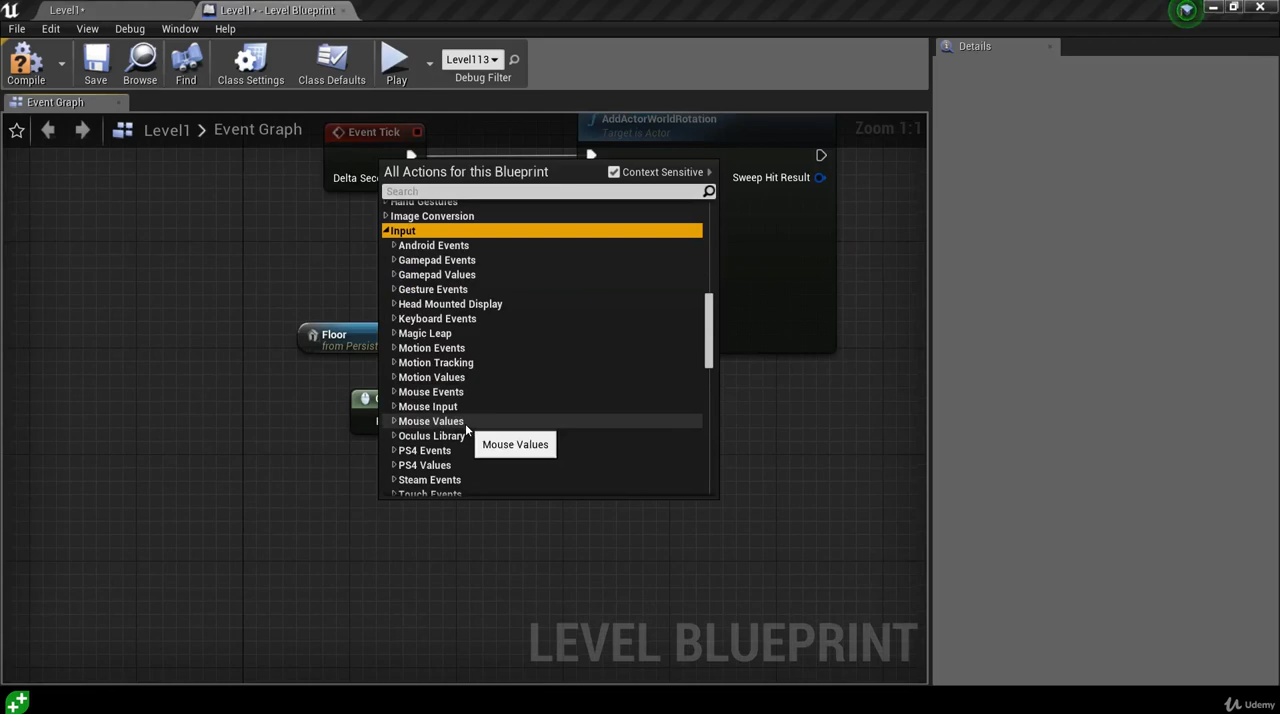 Level1•
Level1• - Level Blueprint
File Edit View Debug Window Help
Compile
Save
Browse
Find
Class Settings
Class Defaults
Play
Level113
Debug Filter
Details
Event Graph
Level1 > Event Graph
Zoom 1:1
Event Tick
AddActorWorldRotation
Target is Actor
Sweep Hit Result
All Actions for this Blueprint
Context Sensitive
Search
Hand Gestures
Image Conversion
Input
Android Events
Gamepad Events
Gamepad Values
Gesture Events
Head Mounted Display
Keyboard Events
Magic Leap
Motion Events
Motion Tracking
Motion Values
Mouse Events
Mouse Input
Mouse Values
Oculus Library
PS4 Events
PS4 Values
Steam Events
Touch Events
Mouse Values
Delta Seco
Floor
from Persist
LEVEL BLUEPRINT
Udemy